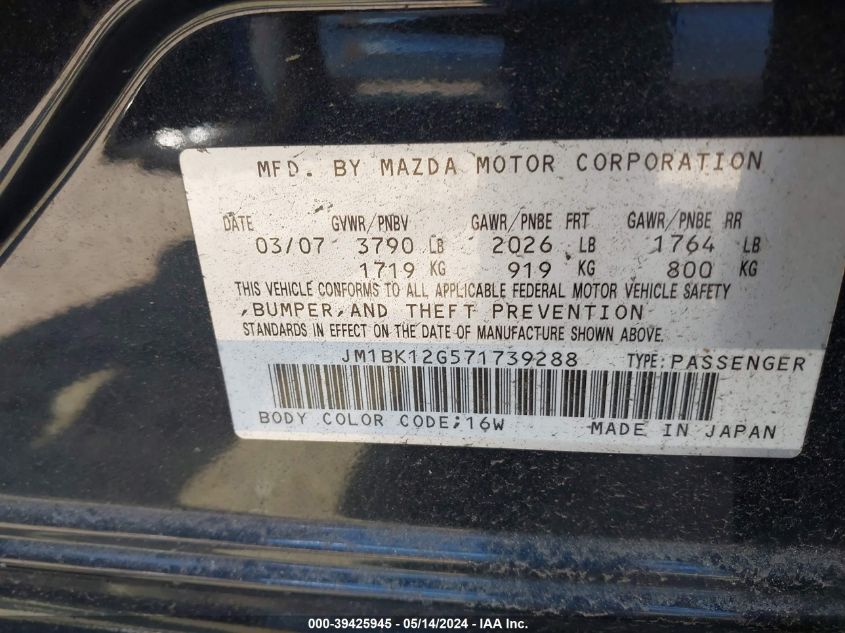 MFD. BY MAZDA MOTOR CORPORATION
DATE GVWR/PNBV GAWR/PNBE FRT GAWR/PNBE RR
03/07 3790 LB 2026 LB 1764 LB
1719 KG 919 KG 800 KG
THIS VEHICLE CONFORMS TO ALL APPLICABLE FEDERAL MOTOR VEHICLE SAFETY
,BUMPER,AND THEFT PREVENTION
STANDARDS IN EFFECT ON THE DATE OF MANUFACTURE SHOWN ABOVE.
JM1BK12G571739288 TYPE:PASSENGER
BODY COLOR CODE;16W MADE IN JAPAN
000-39425945 - 05/14/2024 - IAA Inc.